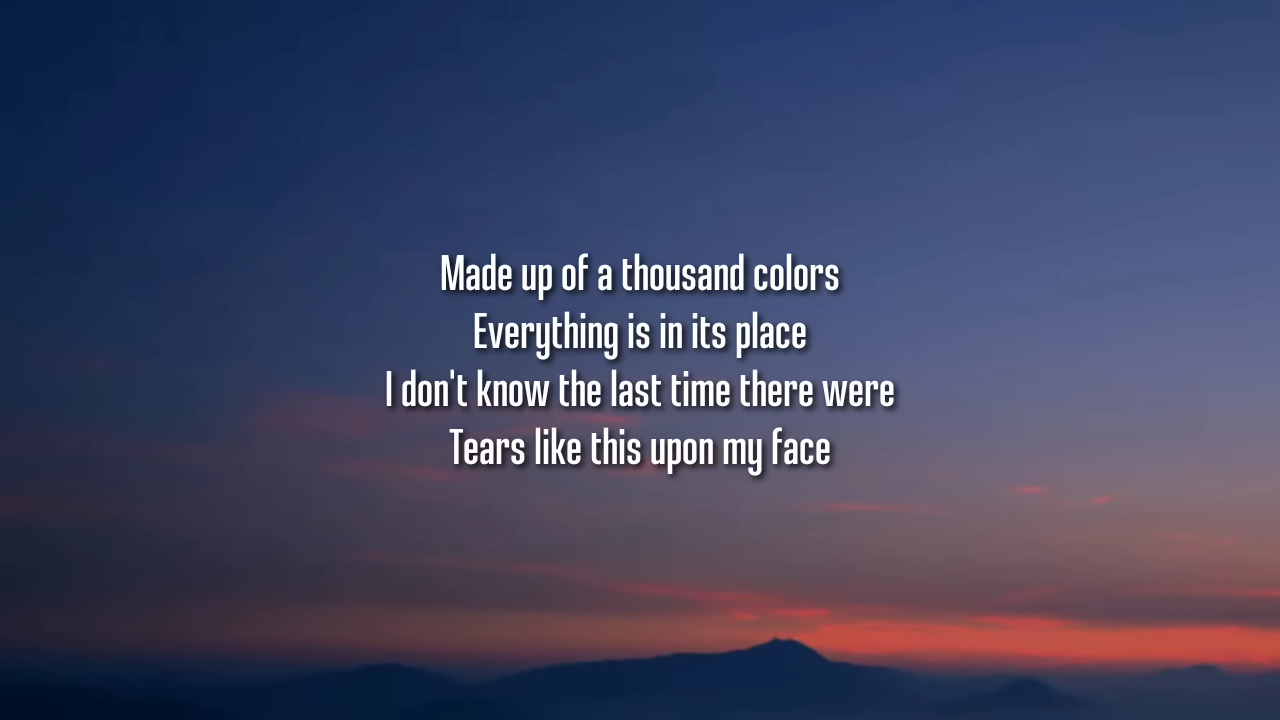 Made up of a thousand colors
Everything is in its place
I don't know the last time there were
Tears like this upon my face